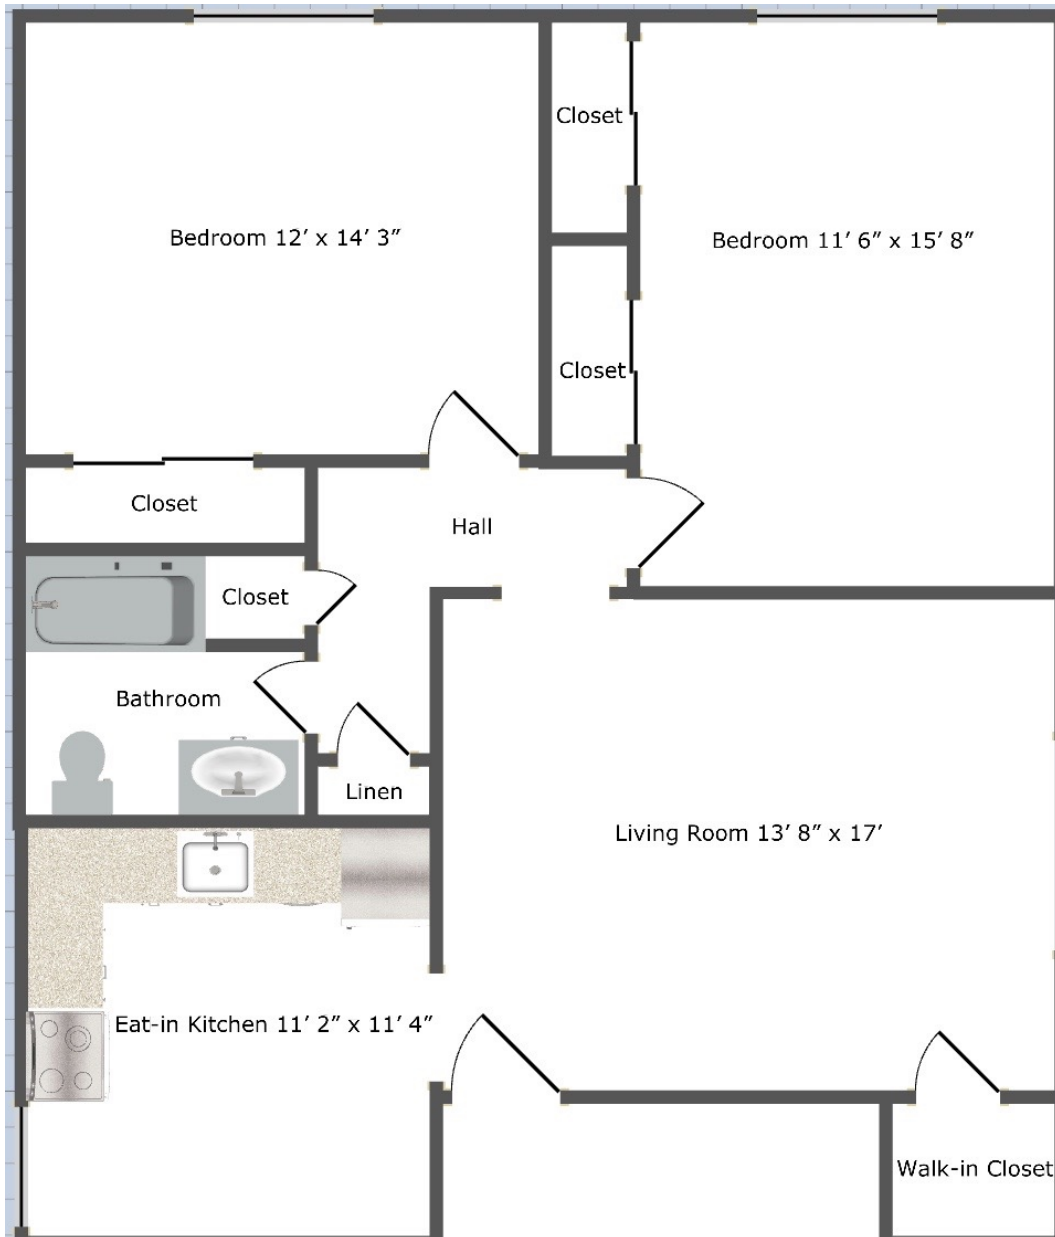 Closet
Bedroom 12’ x 14’ 3”
Bedroom 11’ 6” x 15’ 8”
Closet
Closet
Hall
Closet
Bathroom
Linen
Living Room 13’ 8” x 17’
Eat-in Kitchen 11’ 2” x 11’ 4”
Walk-in Closet